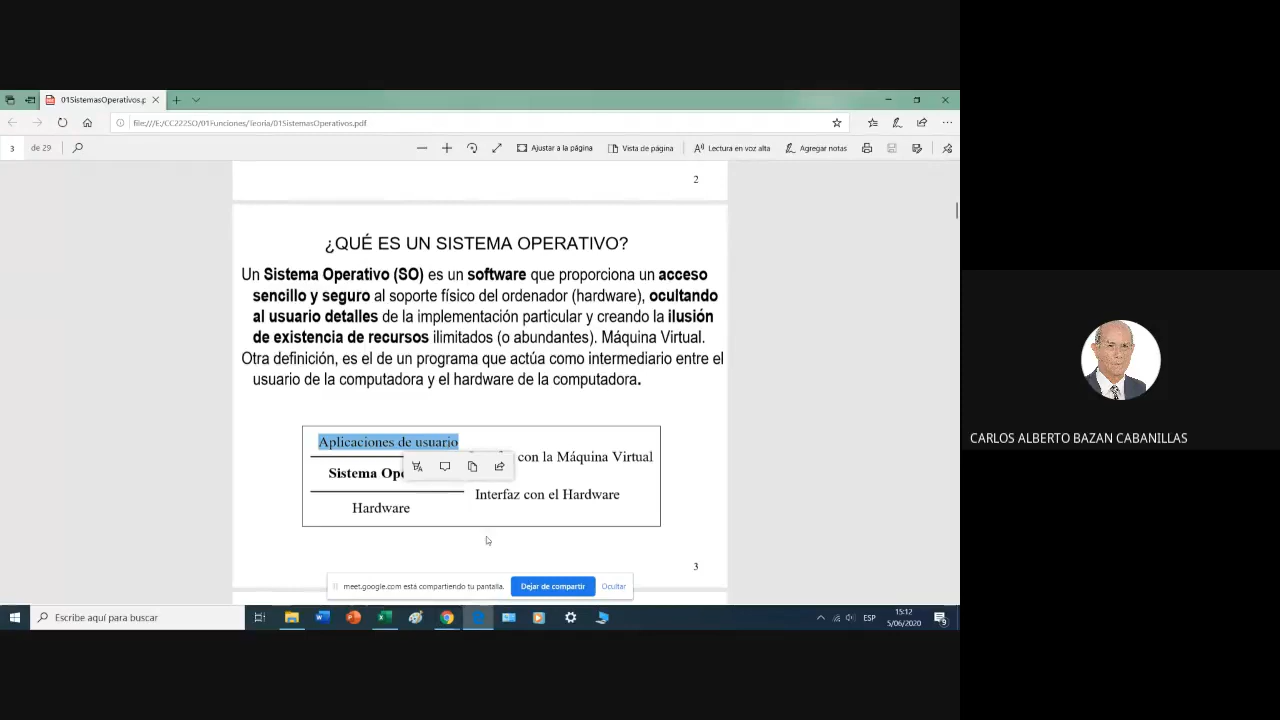 01SistemasOperativos.p
file:///E:/CC222SO/01Funciones/Teoria/01SistemasOperativos.pdf
3 de 29
Ajustar a la página
Vista de página
Lectura en voz alta
Agregar notas
2
¿QUÉ ES UN SISTEMA OPERATIVO?
Un Sistema Operativo (SO) es un software que proporciona un acceso
sencillo y seguro al soporte físico del ordenador (hardware), ocultando
al usuario detalles de la implementación particular y creando la ilusión
de existencia de recursos ilimitados (o abundantes). Máquina Virtual.
Otra definición, es el de un programa que actúa como intermediario entre el
usuario de la computadora y el hardware de la computadora.
Aplicaciones de usuario
con la Máquina Virtual
Sistema Ope
Interfaz con el Hardware
Hardware
3
meet.google.com está compartiendo tu pantalla.
Dejar de compartir
Ocultar
CARLOS ALBERTO BAZAN CABANILLAS
Escribe aquí para buscar
ESP
15:12
5/06/2020